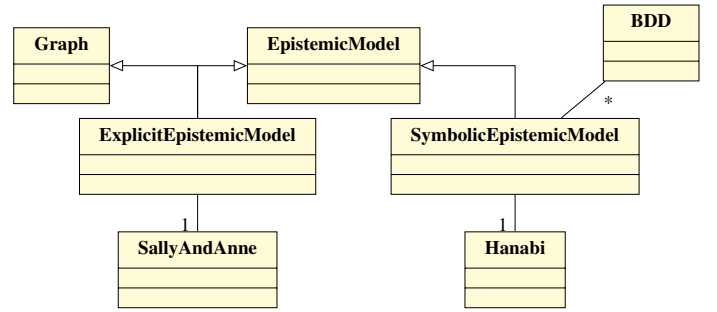 BDD
Graph
EpistemicModel
*
ExplicitEpistemicModel
SymbolicEpistemicModel
1
1
SallyAndAnne
Hanabi